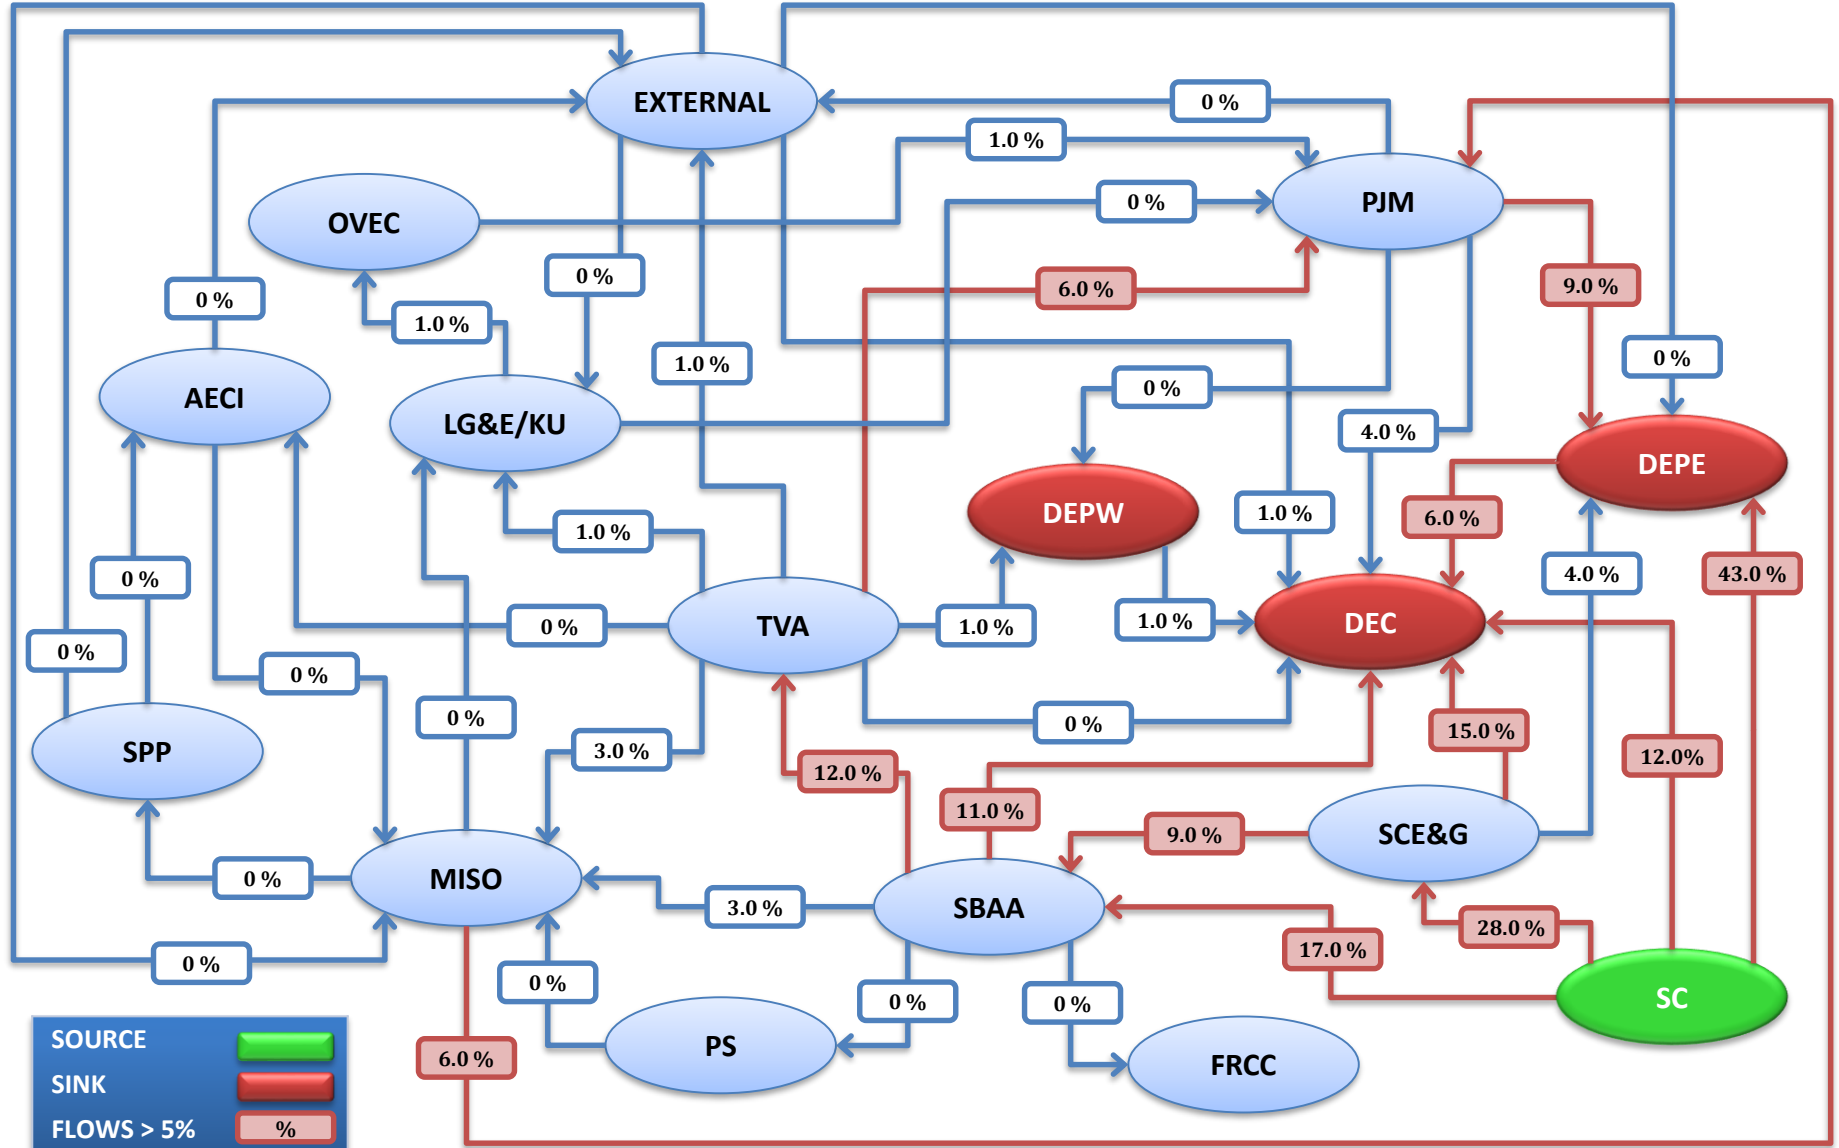 EXTERNAL
0 %
1.0 %
PJM
OVEC
0 %
0 %
0 %
6.0 %
9.0 %
1.0 %
0 %
1.0 %
0 %
AECI
LG&E/KU
0 %
4.0 %
DEPE
DEPW
1.0 %
6.0 %
1.0 %
0 %
4.0 %
43.0 %
0 %
TVA
1.0 %
1.0 %
DEC
0 %
0 %
0 %
0 %
SPP
3.0 %
15.0 %
12.0%
12.0 %
11.0 %
9.0 %
SCE&G
MISO
0 %
3.0 %
SBAA
28.0 %
17.0 %
0 %
0 %
0 %
0 %
SC
PS
FRCC
6.0 %
SOURCE
SINK
FLOWS > 5%
%